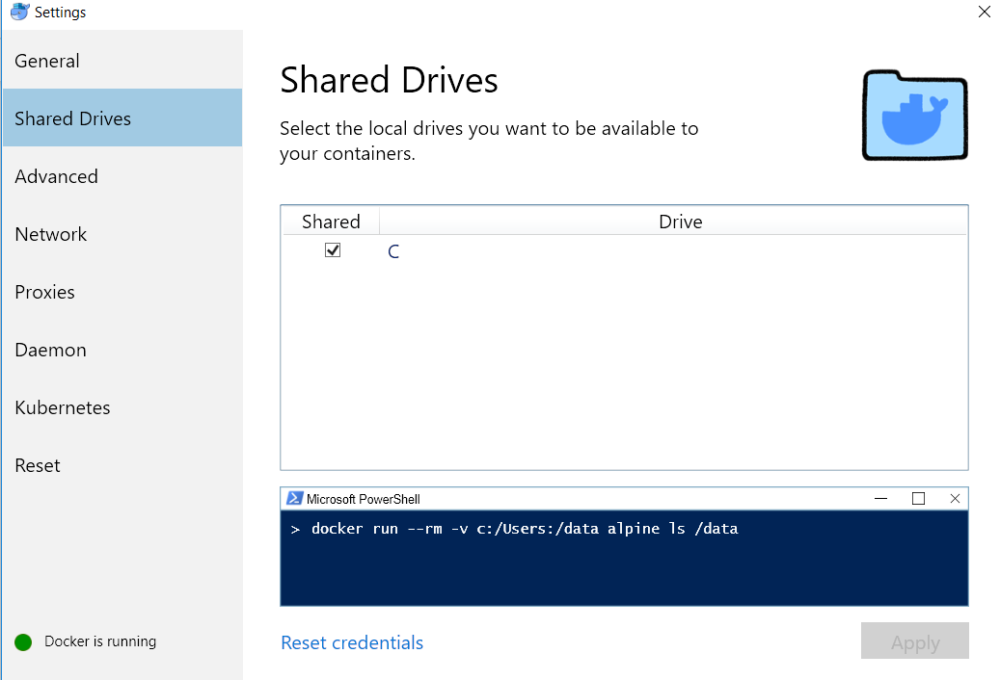 Settings
General
Shared Drives
Advanced
Network
Proxies
Daemon
Kubernetes
Reset
Docker is running
Shared Drives
Select the local drives you want to be available to
your containers.
Shared Drive
C
Microsoft PowerShell
> docker run --rm -v c:/Users:/data alpine ls /data
Reset credentials
Apply